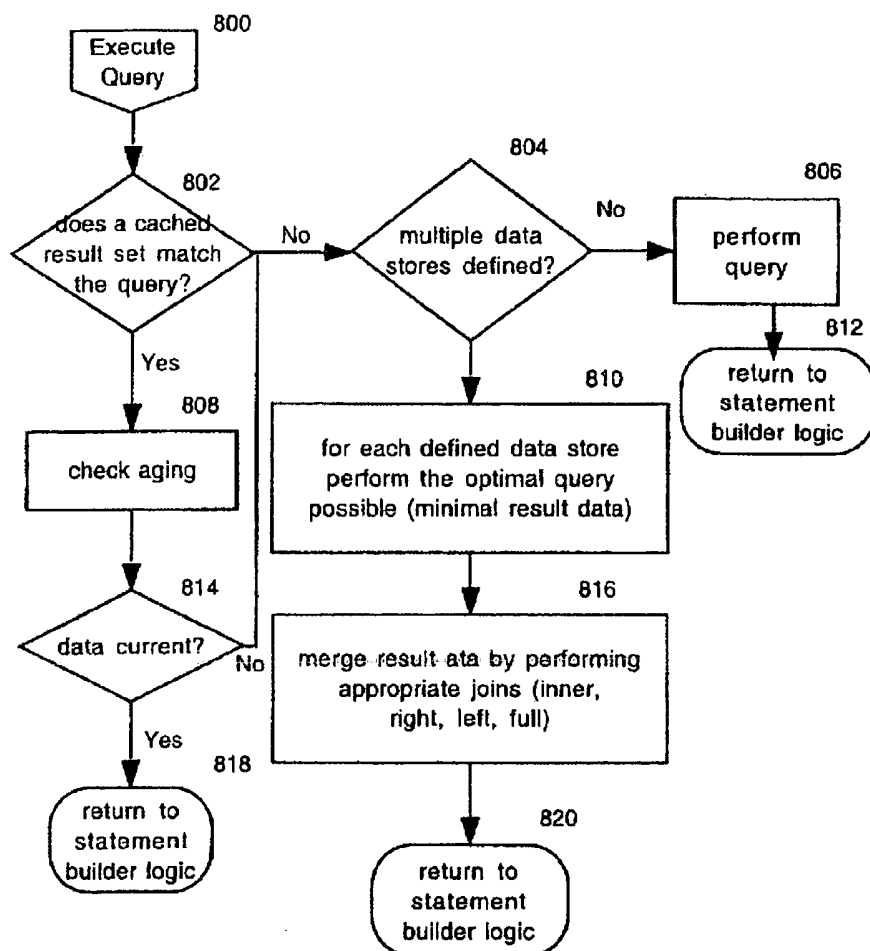 800
Execute
Query
802
does a cached
result set match
the query?
No
804
multiple data
stores defined?
No
806
perform
query
812
return to
statement
builder logic
Yes
808
check aging
810
for each defined data store
perform the optimal query
possible (minimal result data)
814
data current?
No
816
merge result ata by performing
appropriate joins (inner,
right, left, full)
Yes
818
return to
statement
builder logic
820
return to
statement
builder logic